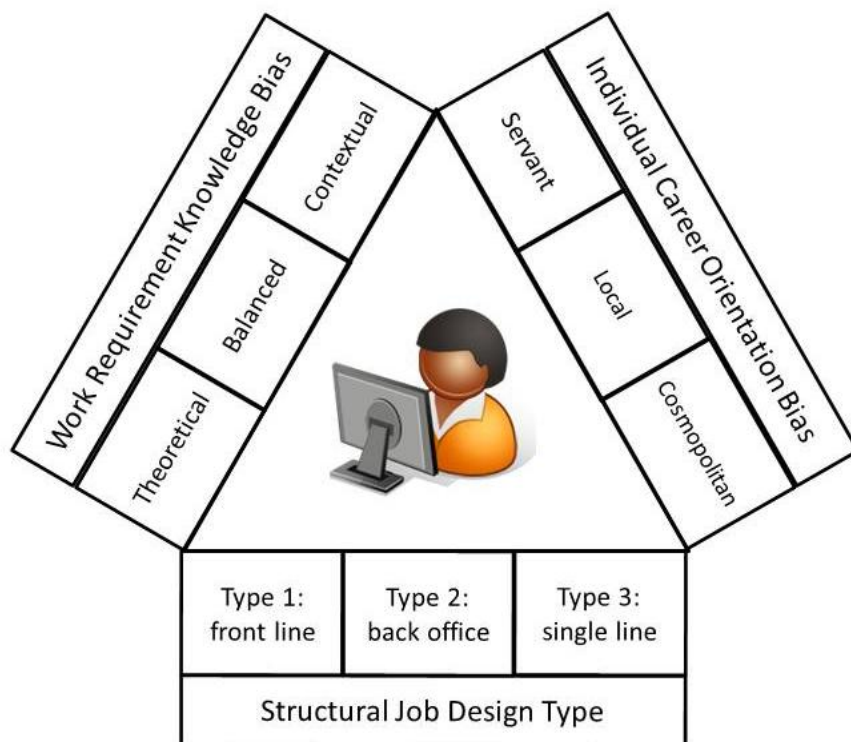 Work Requirement Knowledge Bias
Contextual
Balanced
Theoretical
Individual Career Orientation Bias
Servant
Local
Cosmopolitan
Type 1:
front line
Type 2:
back office
Type 3:
single line
Structural Job Design Type